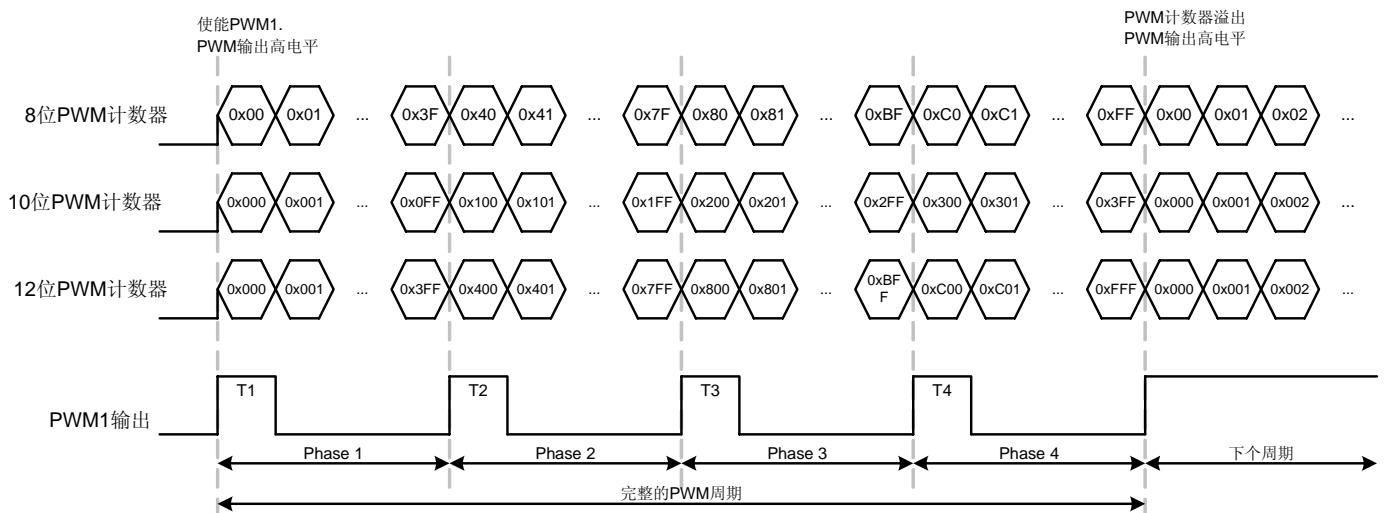 使能PWM1.
PWM输出高电平
PWM计数器溢出
PWM输出高电平
8位PWM计数器
0x00 0x01 ... 0x3F 0x40 0x41 ... 0x7F 0x80 0x81 ... 0xBF 0xC0 0xC1 ... 0xFF 0x00 0x01 0x02 ...
10位PWM计数器
0x000 0x001 ... 0x0FF 0x100 0x101 ... 0x1FF 0x200 0x201 ... 0x2FF 0x300 0x301 ... 0x3FF 0x000 0x001 0x002 ...
12位PWM计数器
0x000 0x001 ... 0x3FF 0x400 0x401 ... 0x7FF 0x800 0x801 ... 0xBF
F
0xC00 0xC01 ... 0xFFF 0x000 0x001 0x002 ...
T1 T2 T3 T4
PWM1输出
Phase 1 Phase 2 Phase 3 Phase 4 下个周期
完整的PWM周期